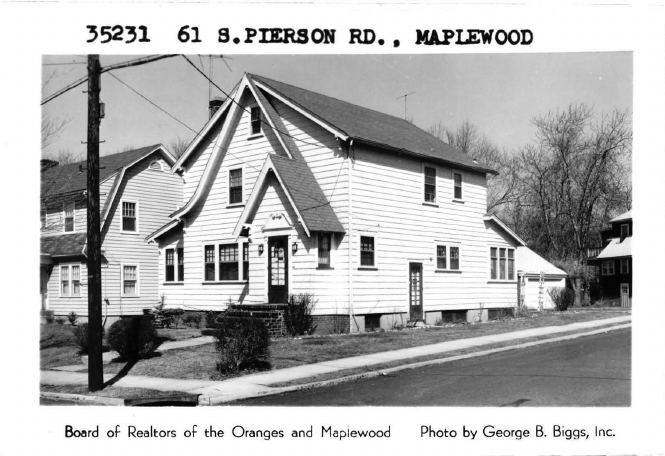 35231 61 S.PIERSON RD., MAPLEWOOD
Board of Realtors of the Oranges and Maplewood Photo by George B. Biggs, Inc.